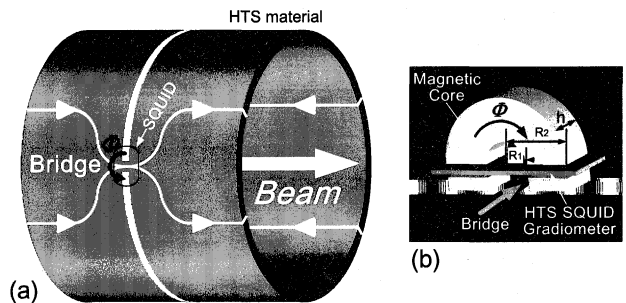 HTS material
SQUID
Φ
Bridge
Beam
(a)
Magnetic
Core
Φ
h
R2
R1
Bridge
HTS SQUID
Gradiometer
(b)